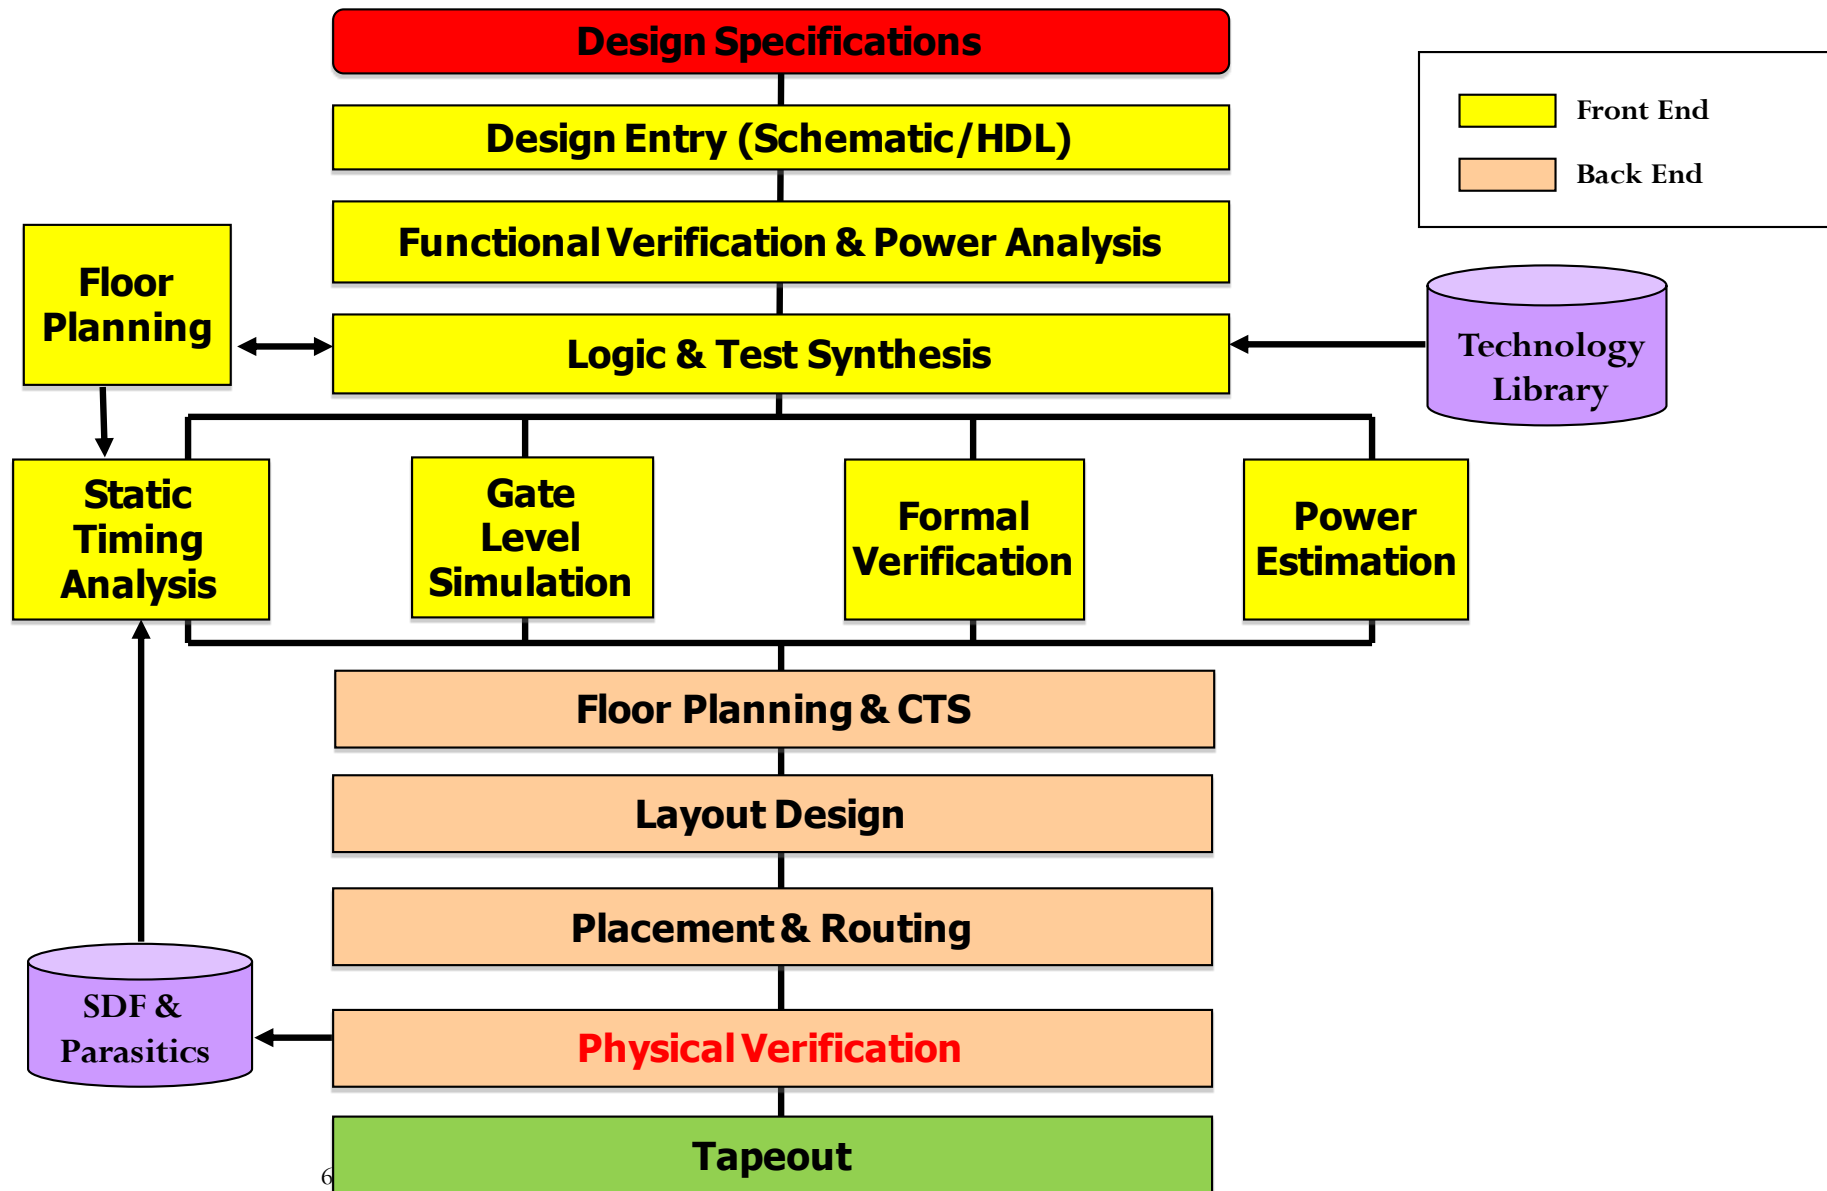 Design Specifications
Design Entry (Schematic/HDL)
Functional Verification & Power Analysis
Floor
Planning
Logic & Test Synthesis
Front End
Back End
Technology
Library
Static
Timing
Analysis
Gate
Level
Simulation
Formal
Verification
Power
Estimation
Floor Planning & CTS
Layout Design
Placement & Routing
SDF &
Parasitics
Physical Verification
Tapeout
6